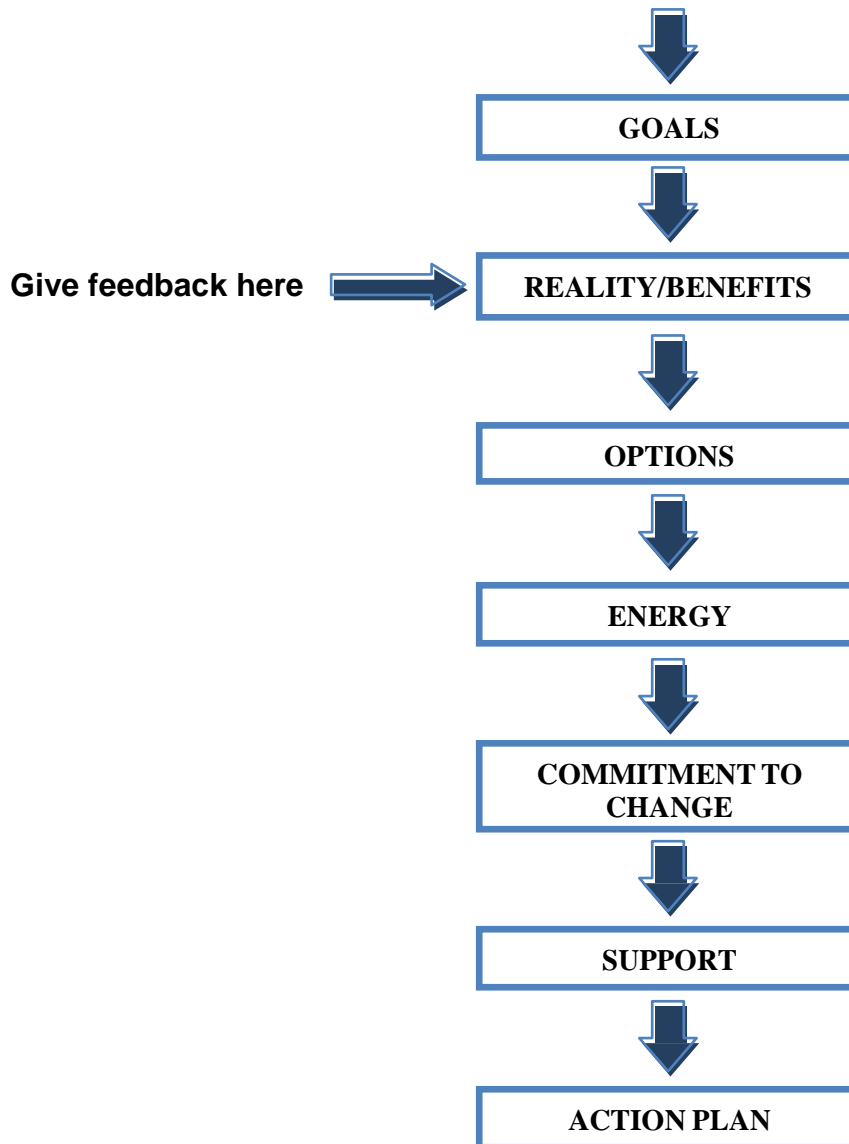 GOALS
Give feedback here
REALITY/BENEFITS
OPTIONS
ENERGY
COMMITMENT TO
CHANGE
SUPPORT
ACTION PLAN